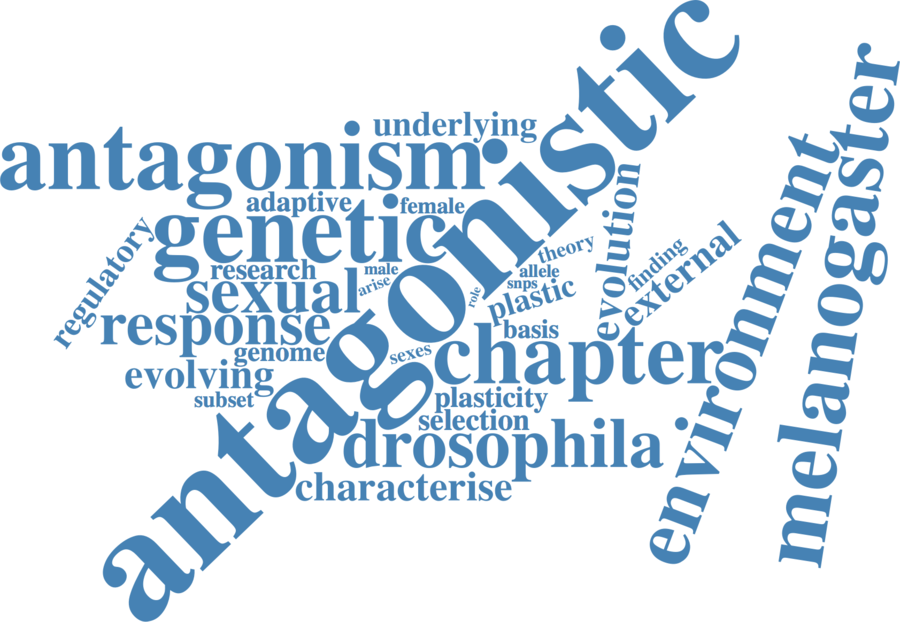 antagonistic
underlying
antagonism
adaptive
female
genetic
regulatory
research
male
arise
sexual
response
genome
sexes
evolving
subset
role
theory
allele
snps
plastic
basis
evolution
finding
external
chapter
plasticity
selection
drosophila
characterise
environment
melanogaster